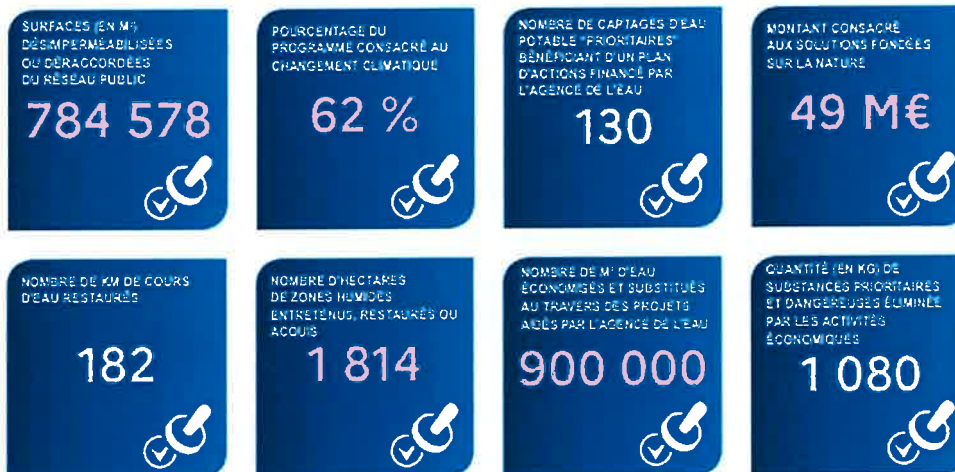 SURFACES (EN M²)
DÉSIMPERMÉABILISÉES
OU DÉRACCORDÉES
DU RÉSEAU PUBLIC
784 578
POURCENTAGE DU
PROGRAMME CONSACRÉ AU
CHANGEMENT CLIMATIQUE
62 %
NOMBRE DE CAPTAGES D'EAU
POTABLE "PRIORITAIRES"
BÉNÉFICIANT D'UN PLAN
D'ACTIONS FINANCÉ PAR
L'AGENCE DE L'EAU
130
MONTANT CONSACRÉ
AUX SOLUTIONS FONDÉES
SUR LA NATURE
49 M€
NOMBRE DE KM DE COURS
D'EAU RESTAURÉS
182
NOMBRE D'HECTARES
DE ZONES HUMIDES
ENTRETENUS, RESTAURÉS OU
ACQUIS
1 814
NOMBRE DE M³ D'EAU
ÉCONOMISÉS ET SUBSTITUÉS
AU TRAVERS DES PROJETS
AIDÉS PAR L'AGENCE DE L'EAU
900 000
QUANTITÉ (EN KG) DE
SUBSTANCES PRIORITAIRES
ET DANGEREUSES ÉLIMINÉE
PAR LES ACTIVITÉS
ÉCONOMIQUES
1 080